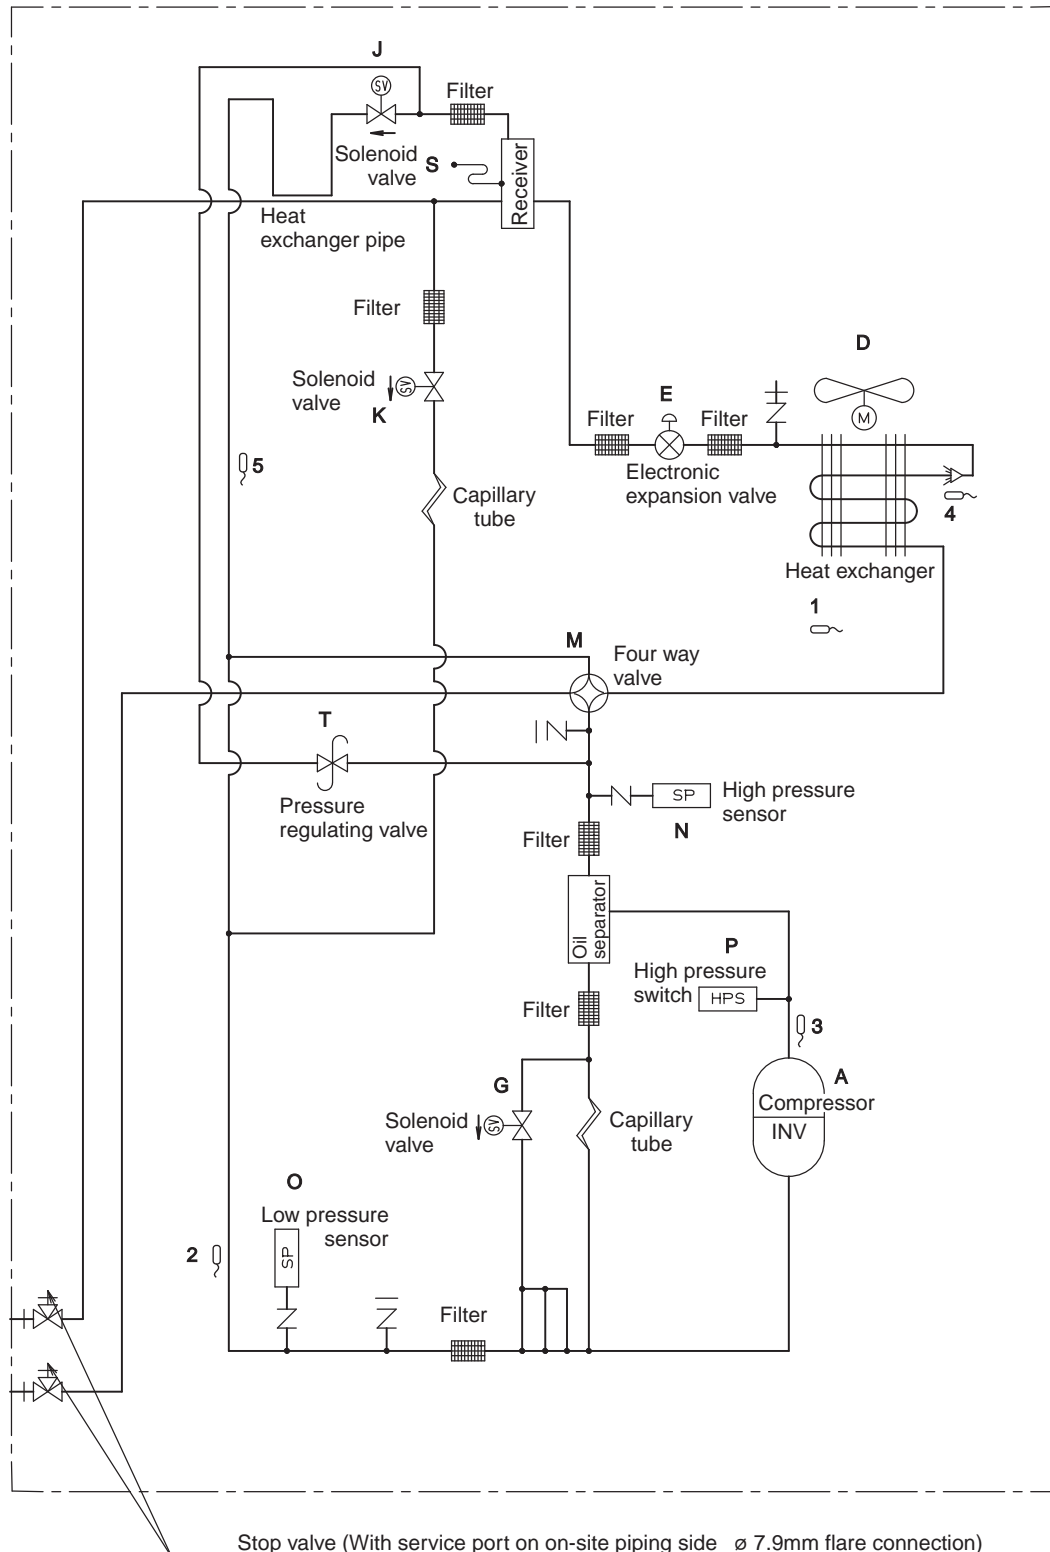 J
SV
Filter
Solenoid
valve
S
Receiver
Heat
exchanger pipe
Filter
D
Solenoid
valve
SV
K
E
M
Filter
Filter
5
Electronic
expansion valve
Capillary
tube
4
Heat exchanger
1
M
Four way
valve
T
High pressure
sensor
SP
N
Pressure
regulating valve
Filter
Oil
separator
P
High pressure
switch
HPS
Filter
3
G
A
Compressor
INV
Solenoid
valve
SV
Capillary
tube
O
Low pressure
sensor
SP
2
Filter
Stop valve (With service port on on-site piping side ø 7.9mm flare connection)